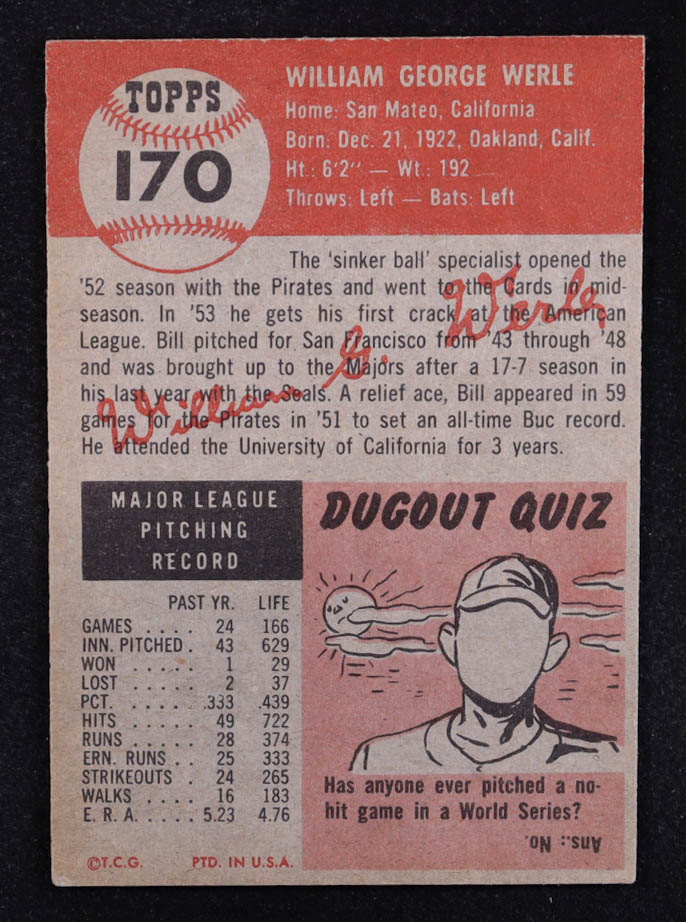 TOPPS
170
WILLIAM GEORGE WERLE
Home: San Mateo, California
Born: Dec. 21, 1922, Oakland, Calif.
Ht.: 6'2" — Wt.: 192
Throws: Left — Bats: Left
The 'sinker ball' specialist opened the
'52 season with the Pirates and went to the Cards in mid-
season. In '53 he gets his first crack at the American
League. Bill pitched for San Francisco from '43 through '48
and was brought up to the Majors after a 17-7 season in
his last year with the Seals. A relief ace, Bill appeared in 59
games for the Pirates in '51 to set an all-time Buc record.
He attended the University of California for 3 years.
William G. Werle
MAJOR LEAGUE
PITCHING
RECORD
PAST YR. LIFE
GAMES .... 24 166
INN. PITCHED . 43 629
WON ..... 1 29
LOST .... 2 37
PCT. .... .333 .439
HITS .... 49 722
RUNS ..... 28 374
ERN. RUNS .. 25 333
STRIKEOUTS . 24 265
WALKS .... 16 183
E. R. A. .... 5.23 4.76
©T.C.G. PTD. IN U.S.A.
DUGOUT QUIZ
Has anyone ever pitched a no-
hit game in a World Series?
Ans.: No.